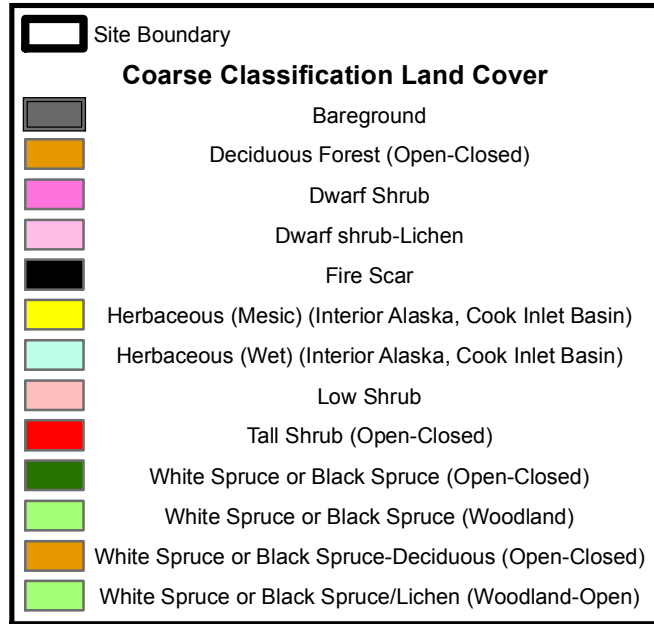 Site Boundary
Coarse Classification Land Cover
Bareground
Deciduous Forest (Open-Closed)
Dwarf Shrub
Dwarf shrub-Lichen
Fire Scar
Herbaceous (Mesic) (Interior Alaska, Cook Inlet Basin)
Herbaceous (Wet) (Interior Alaska, Cook Inlet Basin)
Low Shrub
Tall Shrub (Open-Closed)
White Spruce or Black Spruce (Open-Closed)
White Spruce or Black Spruce (Woodland)
White Spruce or Black Spruce-Deciduous (Open-Closed)
White Spruce or Black Spruce/Lichen (Woodland-Open)